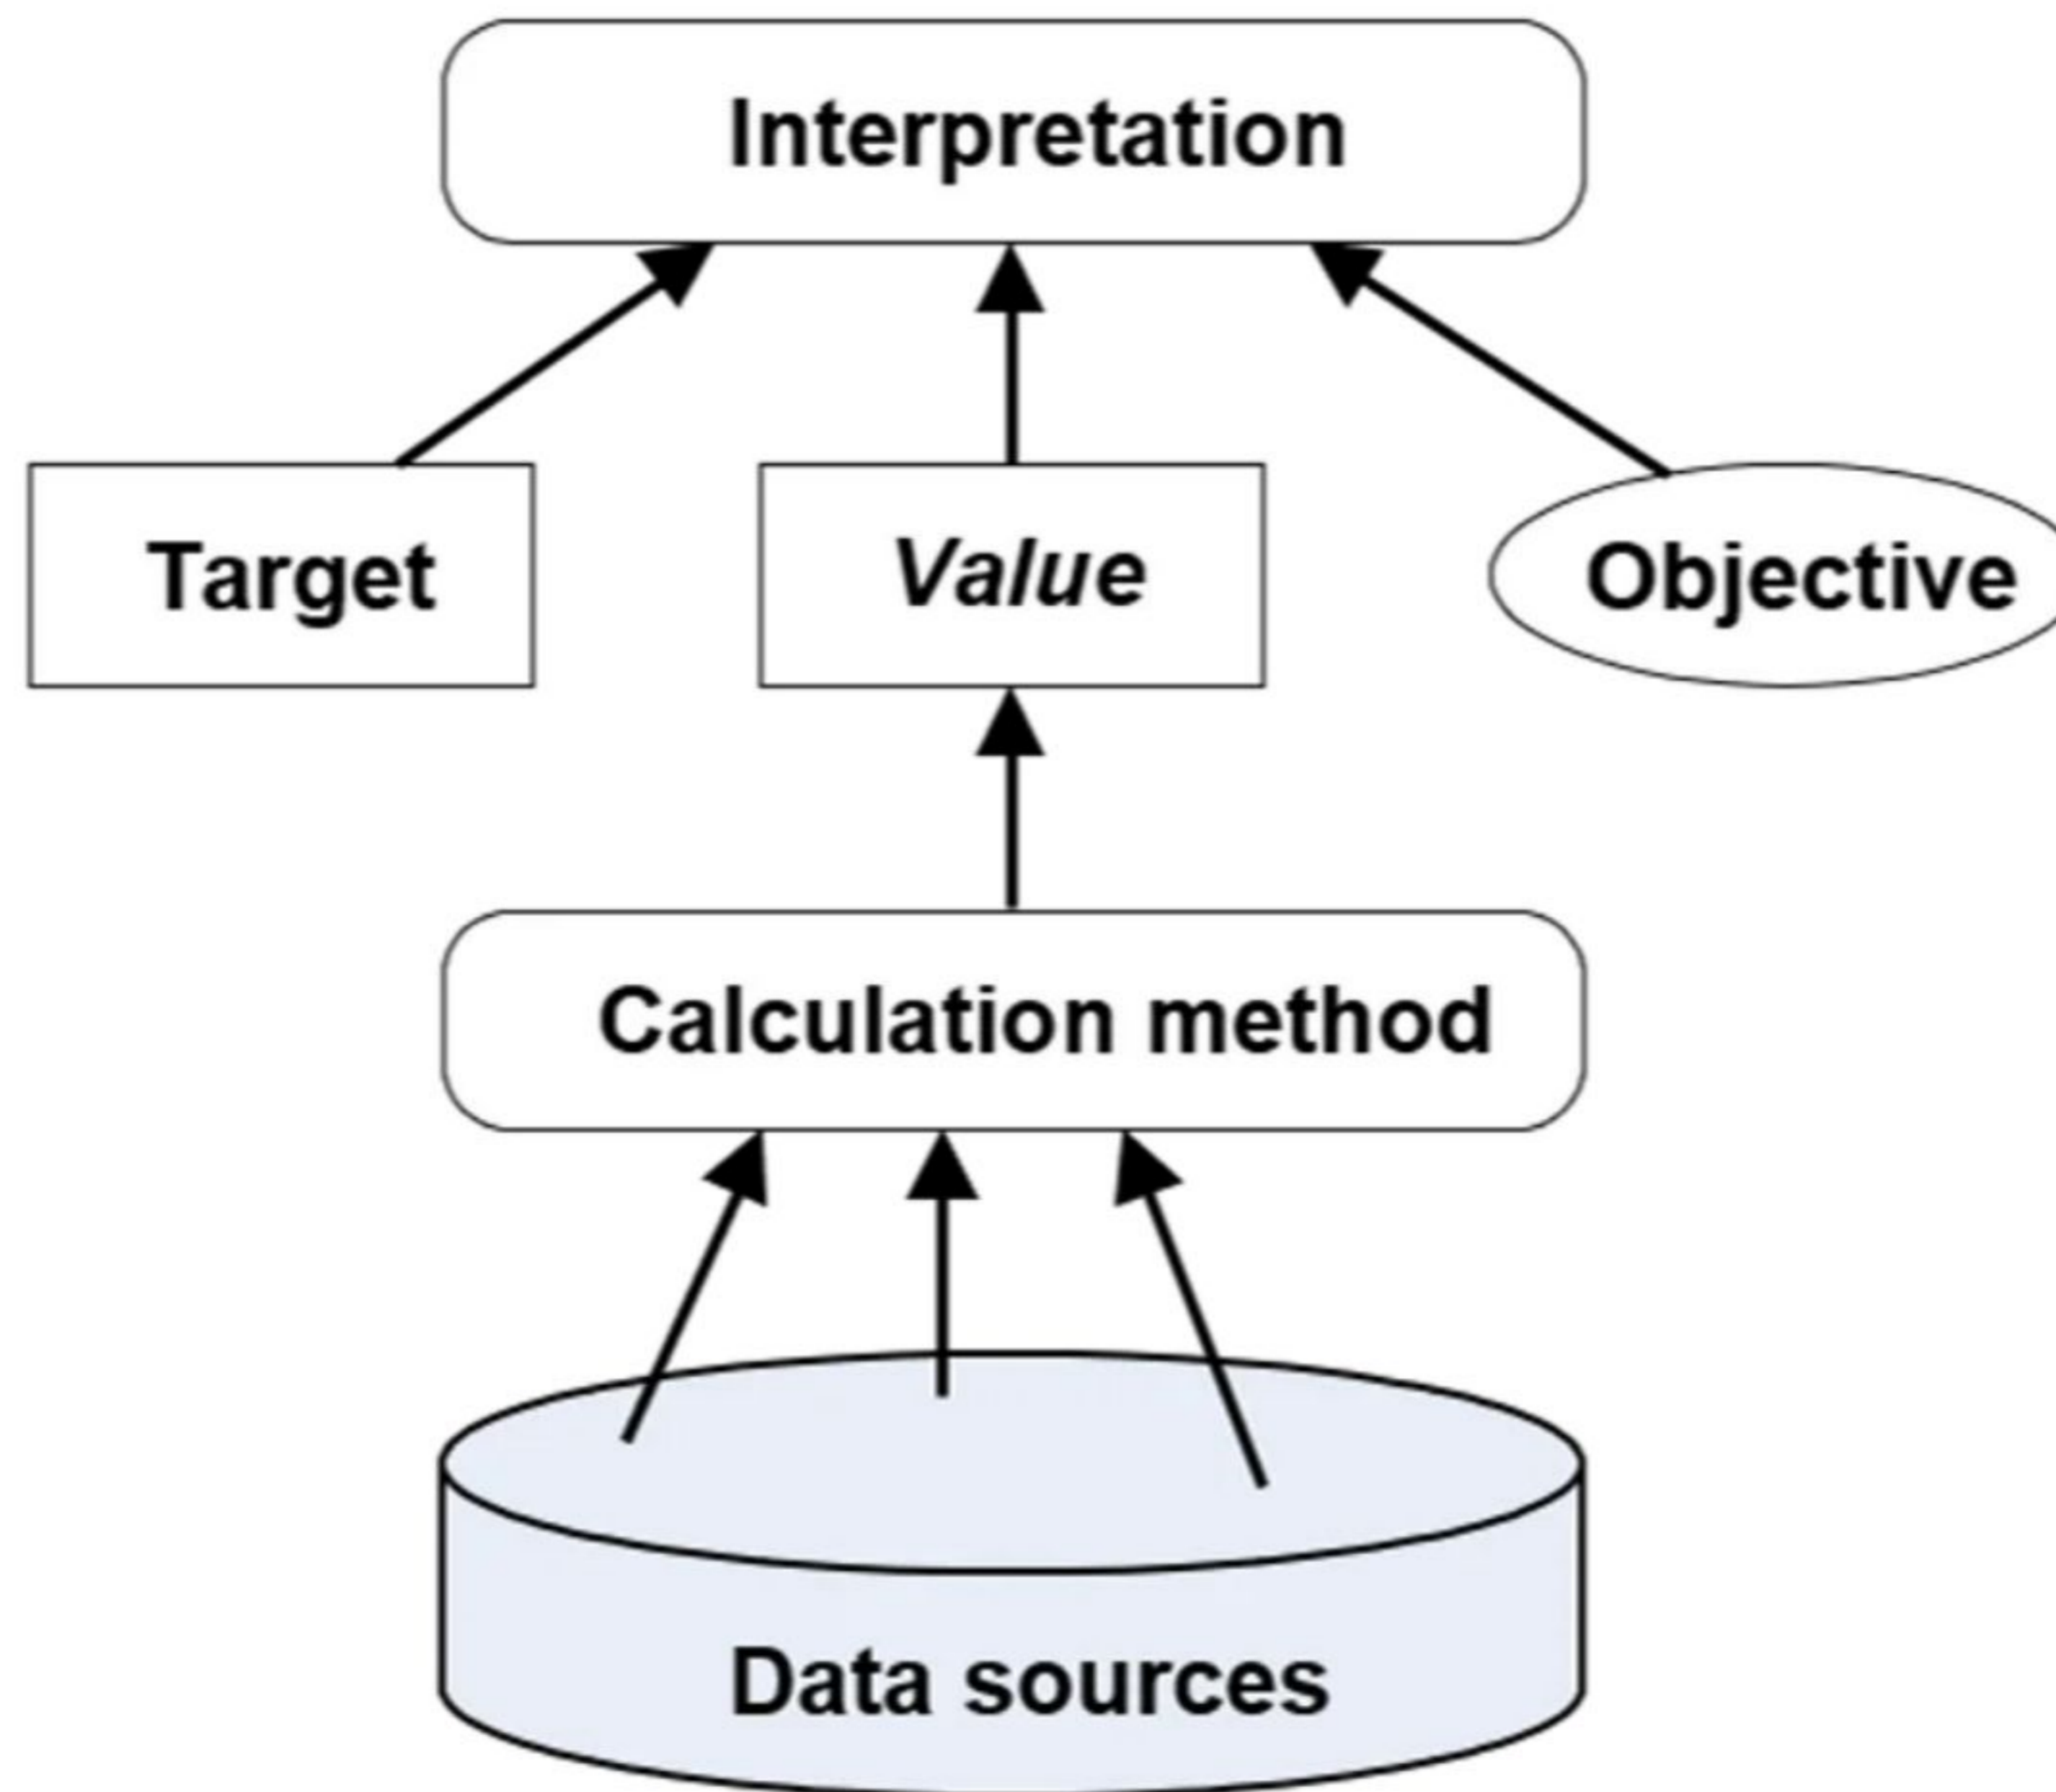 Interpretation
Target
Value
Objective
Calculation method
Data sources